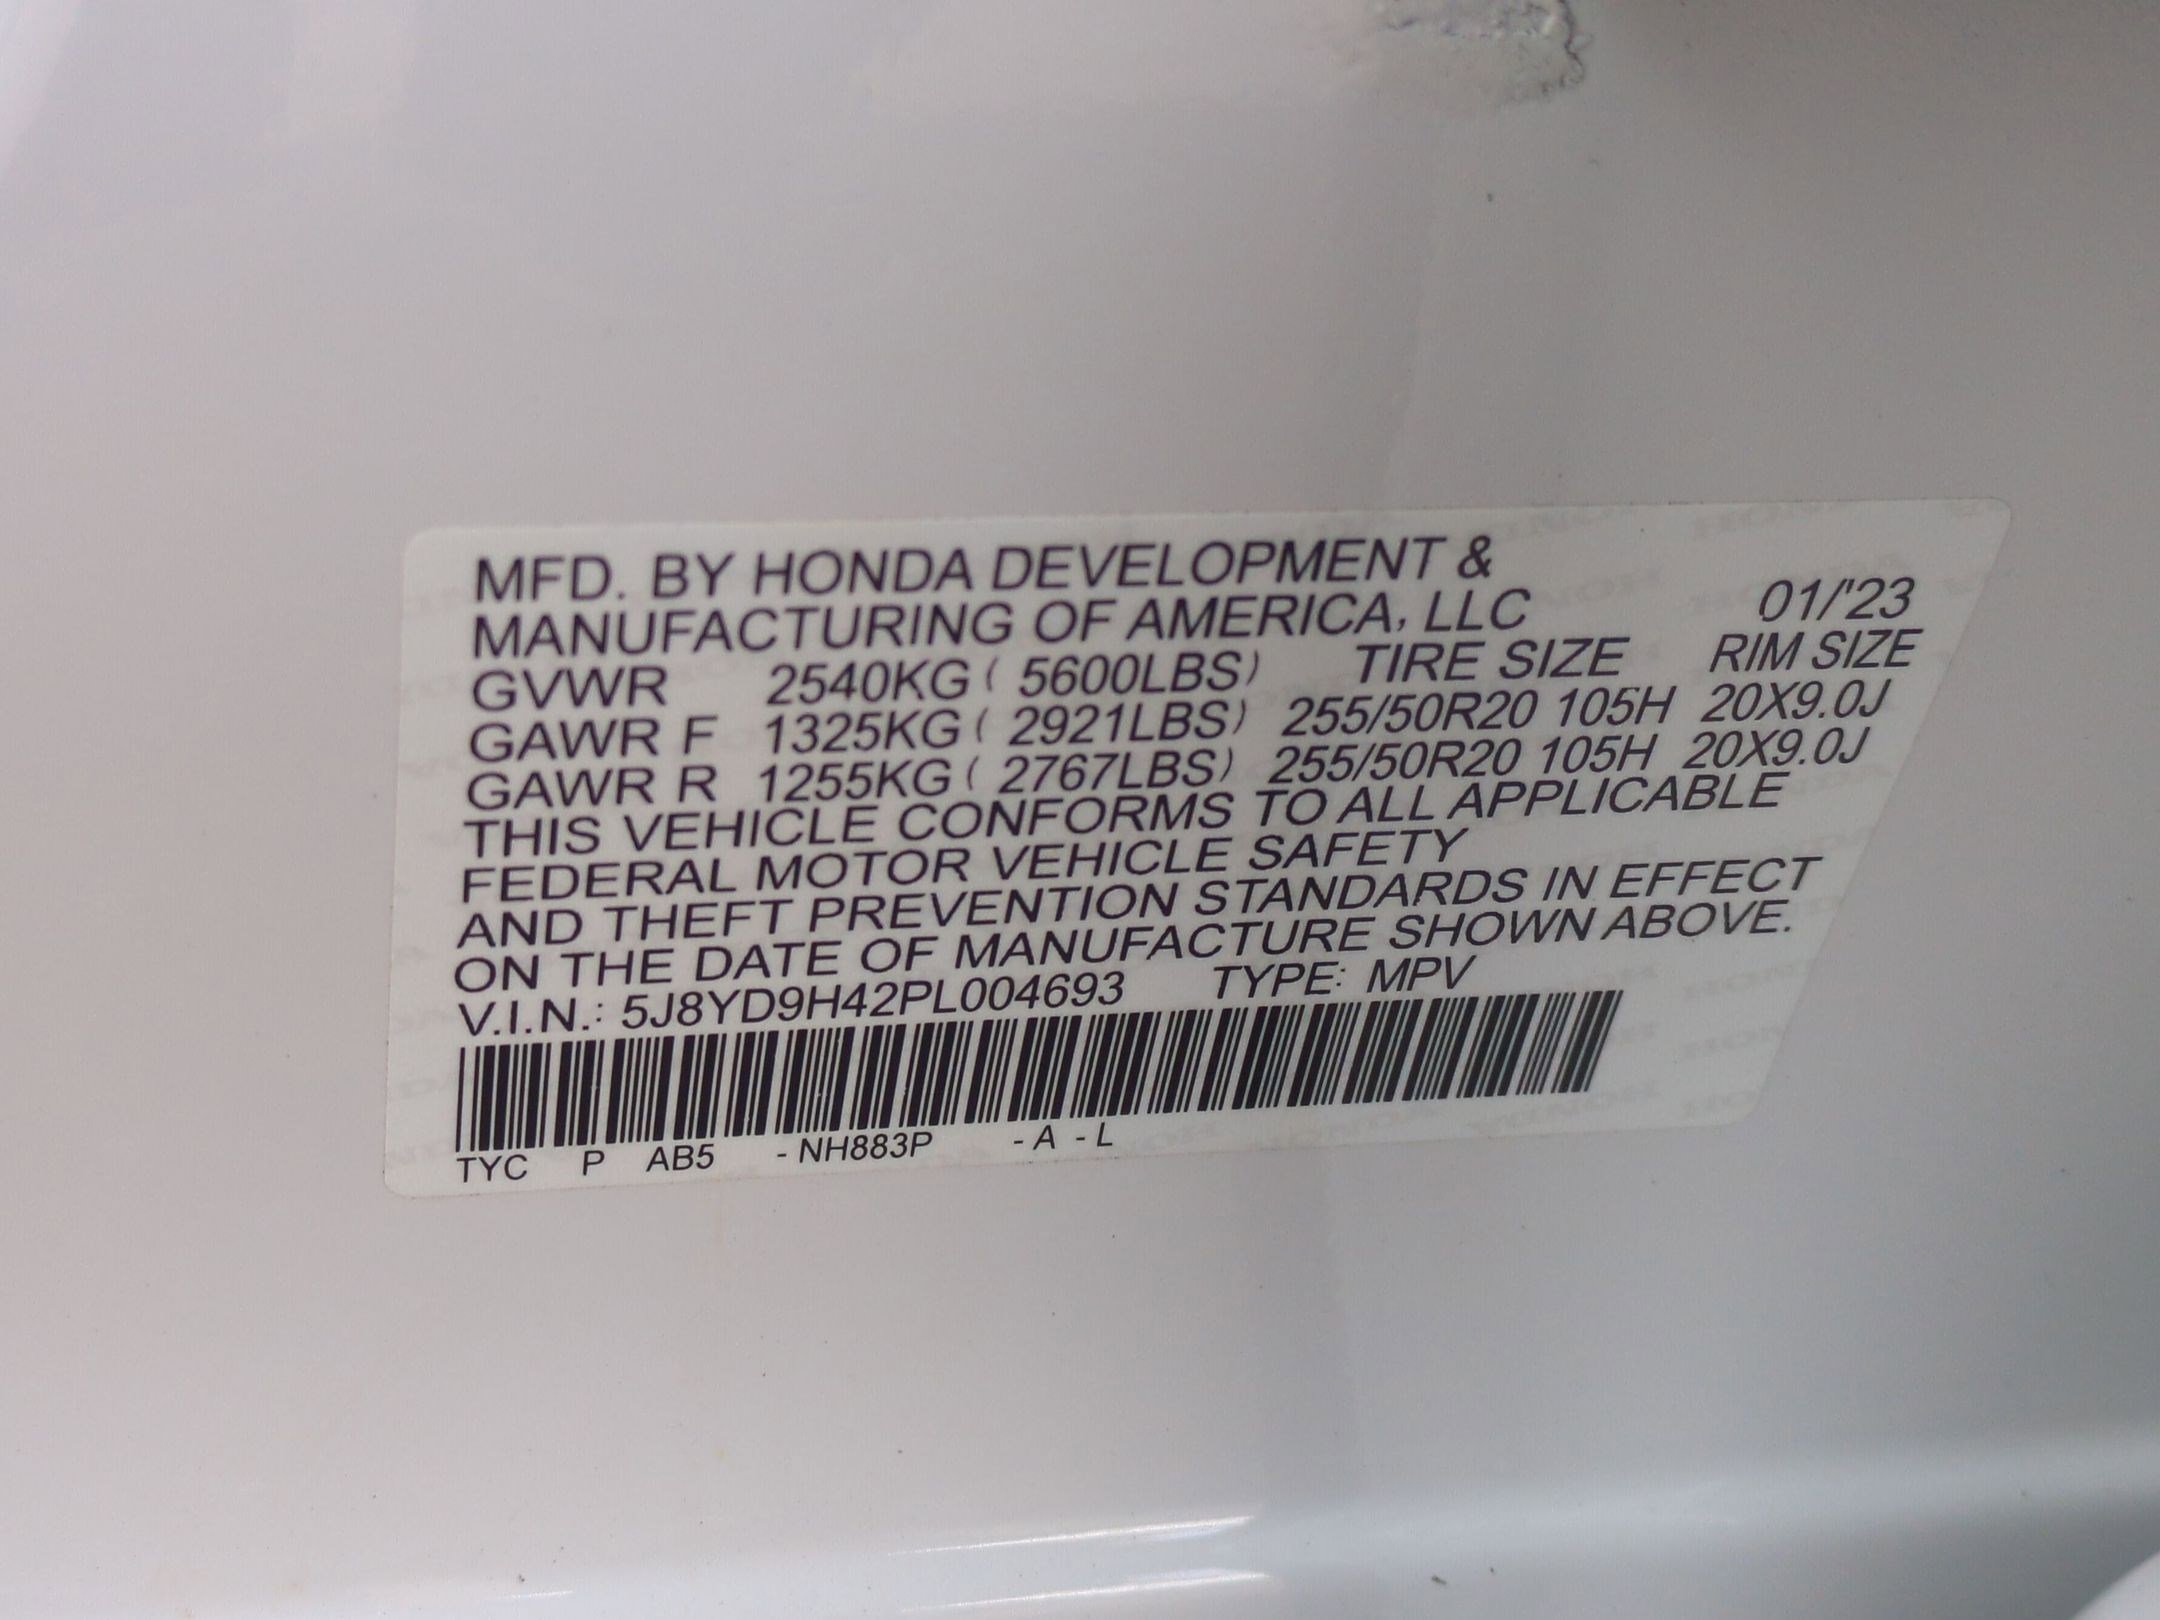 MFD. BY HONDA DEVELOPMENT &
MANUFACTURING OF AMERICA, LLC 01/'23
GVWR 2540KG ( 5600LBS) TIRE SIZE RIM SIZE
GAWR F 1325KG ( 2921LBS) 255/50R20 105H 20X9.0J
GAWR R 1255KG ( 2767LBS) 255/50R20 105H 20X9.0J
THIS VEHICLE CONFORMS TO ALL APPLICABLE
FEDERAL MOTOR VEHICLE SAFETY
AND THEFT PREVENTION STANDARDS IN EFFECT
ON THE DATE OF MANUFACTURE SHOWN ABOVE.
V.I.N.: 5J8YD9H42PL004693 TYPE: MPV
TYC P AB5 - NH883P - A - L